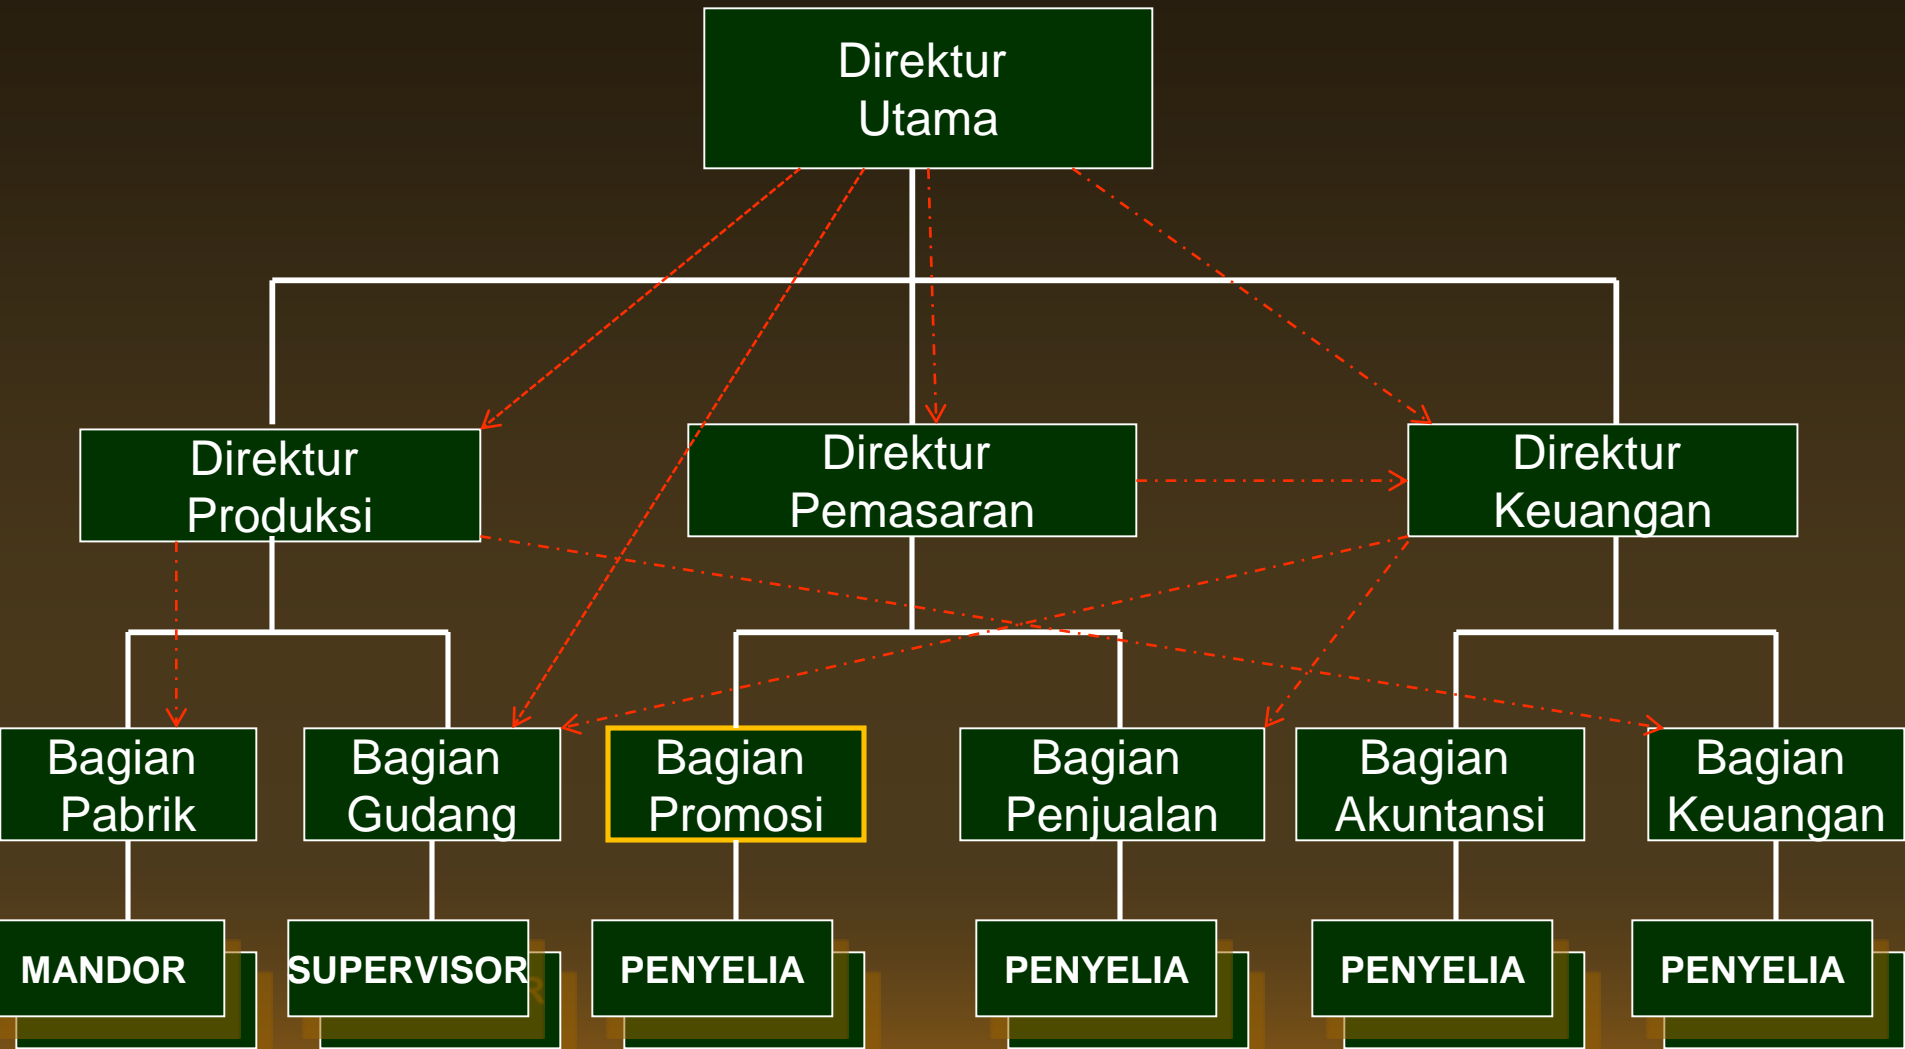 Direktur
Utama
Direktur
Produksi
Direktur
Pemasaran
Direktur
Keuangan
Bagian
Pabrik
Bagian
Gudang
Bagian
Promosi
Bagian
Penjualan
Bagian
Akuntansi
Bagian
Keuangan
MANDOR
SUPERVISOR
PENYELIA
PENYELIA
PENYELIA
PENYELIA